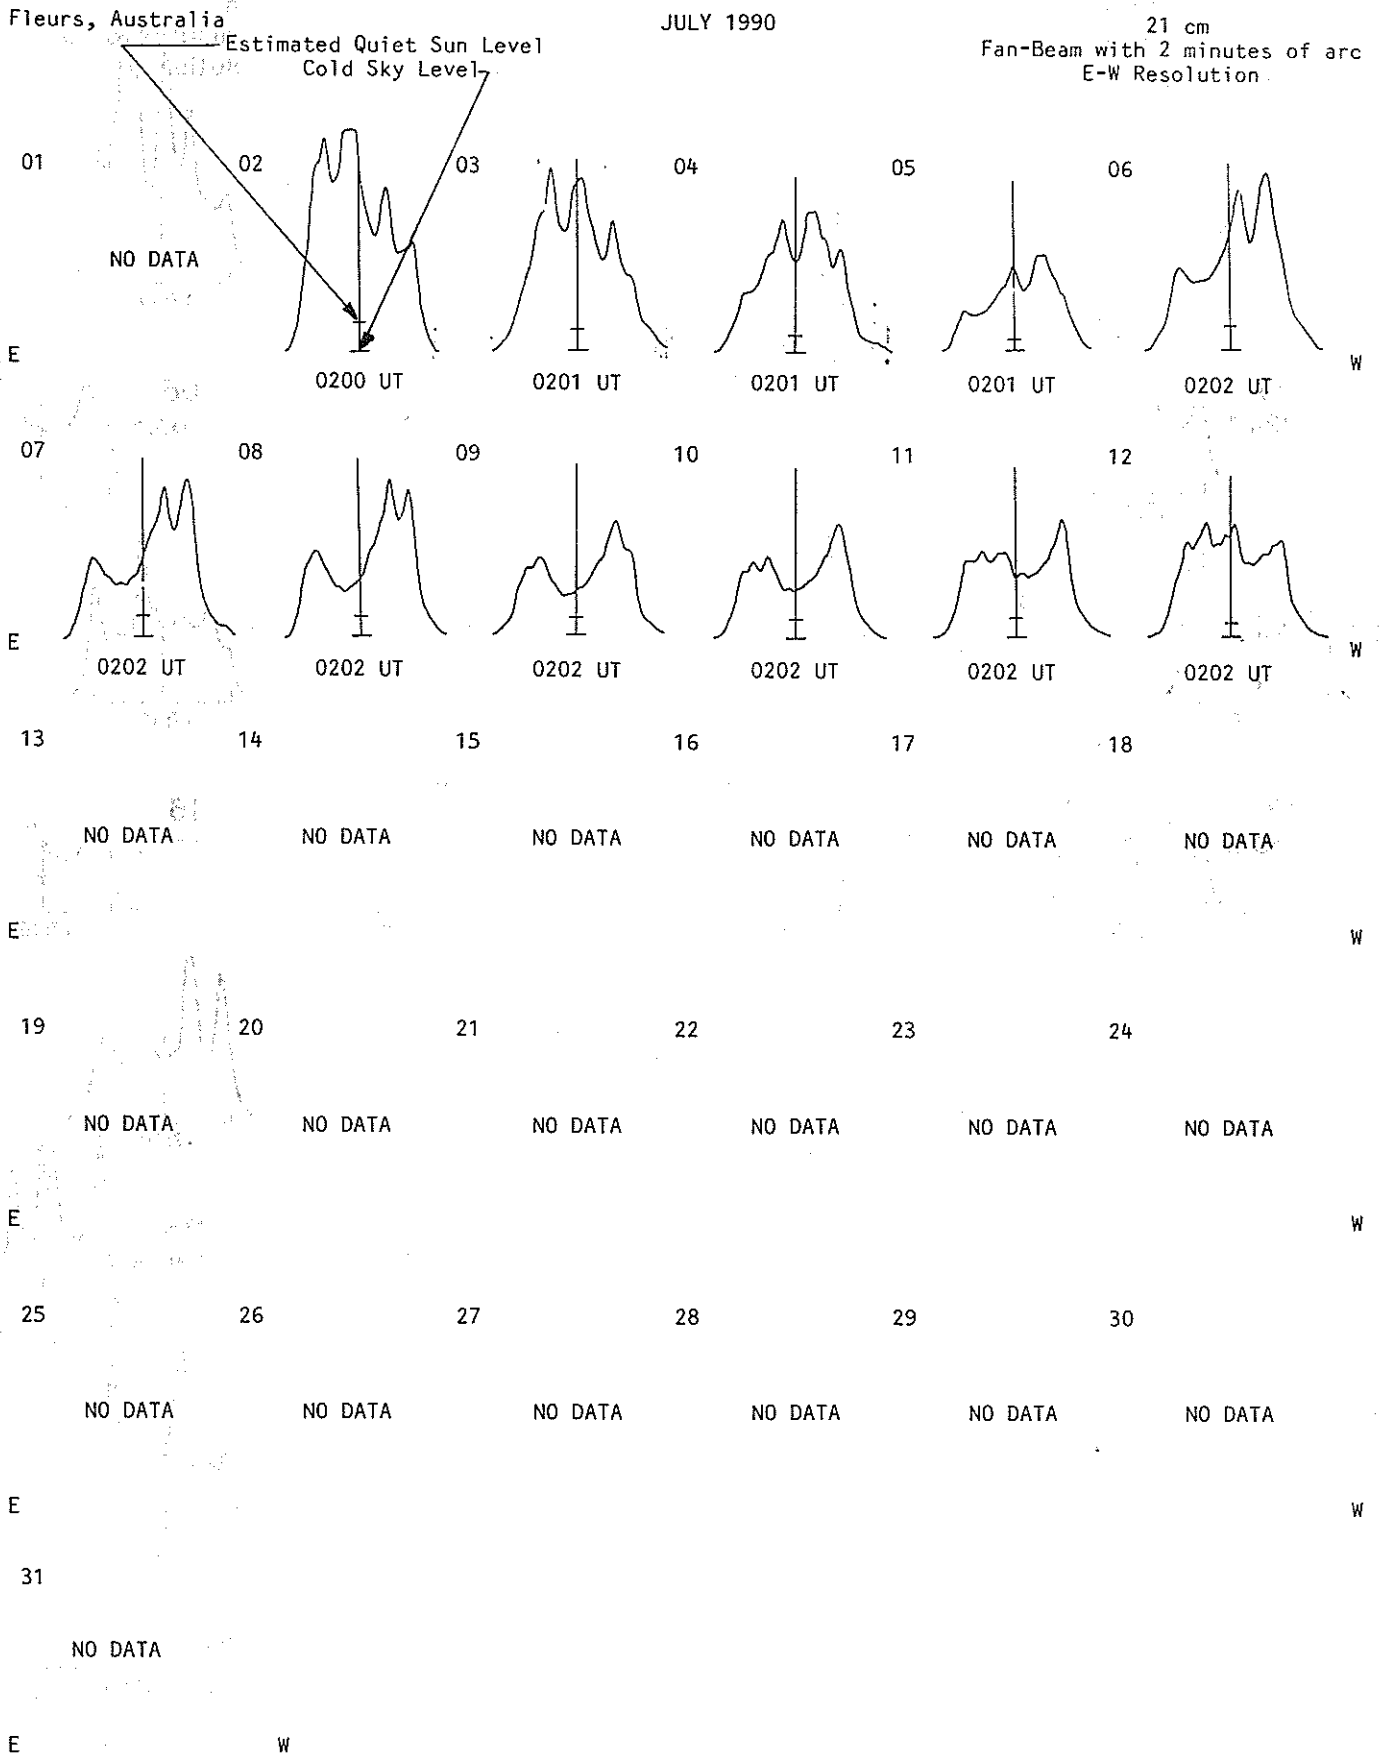 Fleurs, Australia
JULY 1990
21 cm
Estimated Quiet Sun Level
Fan-Beam with 2 minutes of arc
Cold Sky Level
E-W Resolution
01 02 03 04 05 06
NO DATA
E W
0200 UT 0201 UT 0201 UT 0201 UT 0202 UT
07 08 09 10 11 12
E W
0202 UT 0202 UT 0202 UT 0202 UT 0202 UT 0202 UT
13 14 15 16 17 18
NO DATA NO DATA NO DATA NO DATA NO DATA NO DATA
E W
19 20 21 22 23 24
NO DATA NO DATA NO DATA NO DATA NO DATA NO DATA
E W
25 26 27 28 29 30
NO DATA NO DATA NO DATA NO DATA NO DATA NO DATA
E W
31
NO DATA
E W